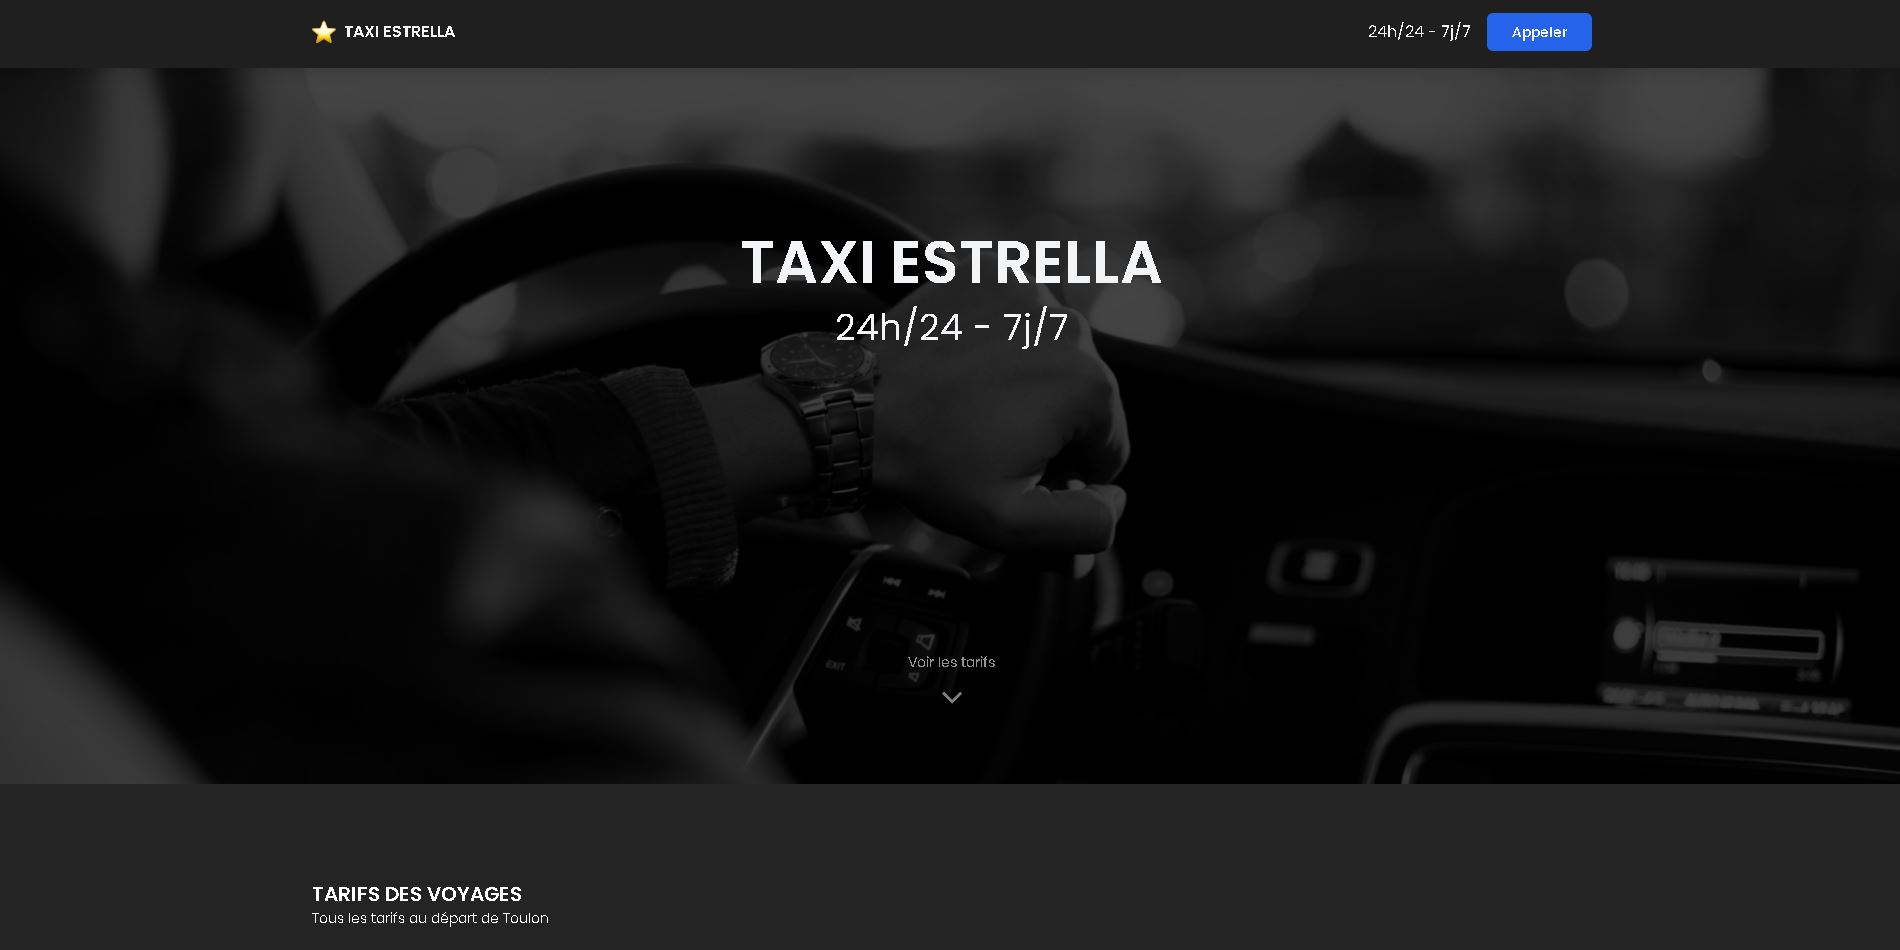 TAXI ESTRELLA
24h/24 - 7j/7
Appeler
TAXI ESTRELLA
24h/24 - 7j/7
EXIT
Voir les tarifs
TARIFS DES VOYAGES
Tous les tarifs au départ de Toulon